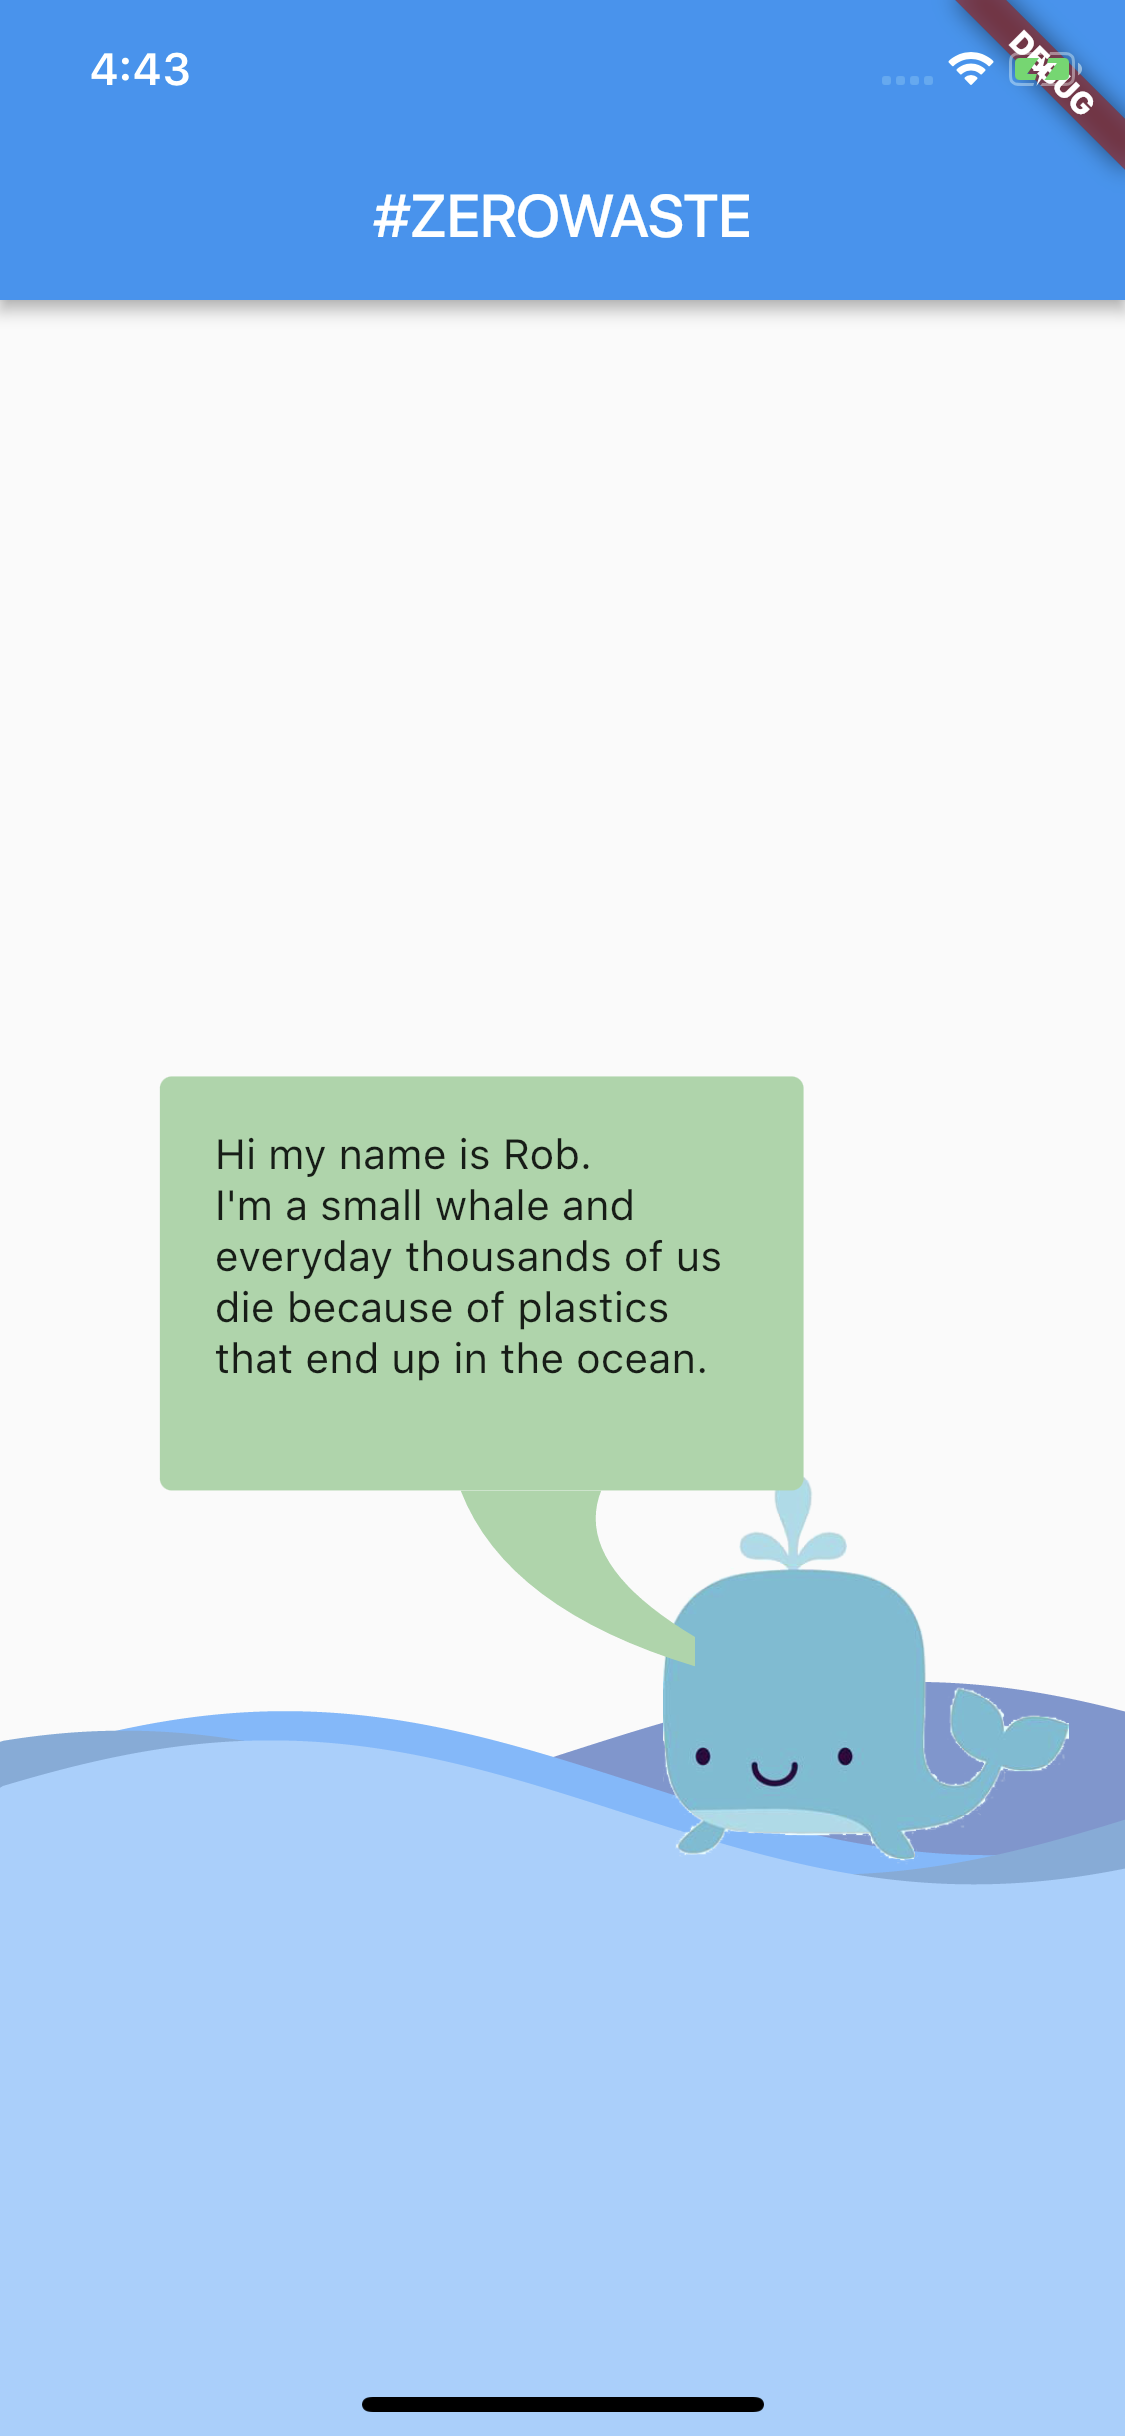 4:43
DEBUG
#ZEROWASTE
Hi my name is Rob.
I'm a small whale and
everyday thousands of us
die because of plastics
that end up in the ocean.